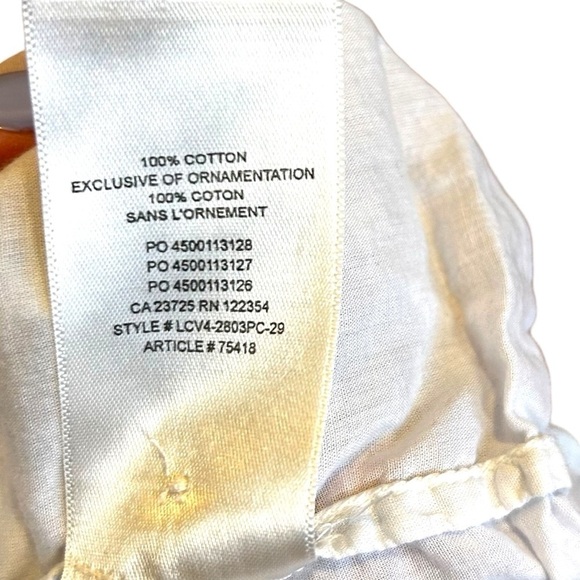 100% COTTON
EXCLUSIVE OF ORNAMENTATION
100% COTON
SANS L'ORNEMENT
PO 4500113128
PO 4500113127
PO 4500113126
CA 23725 RN 122354
STYLE # LCV4-2803PC-29
ARTICLE # 75418